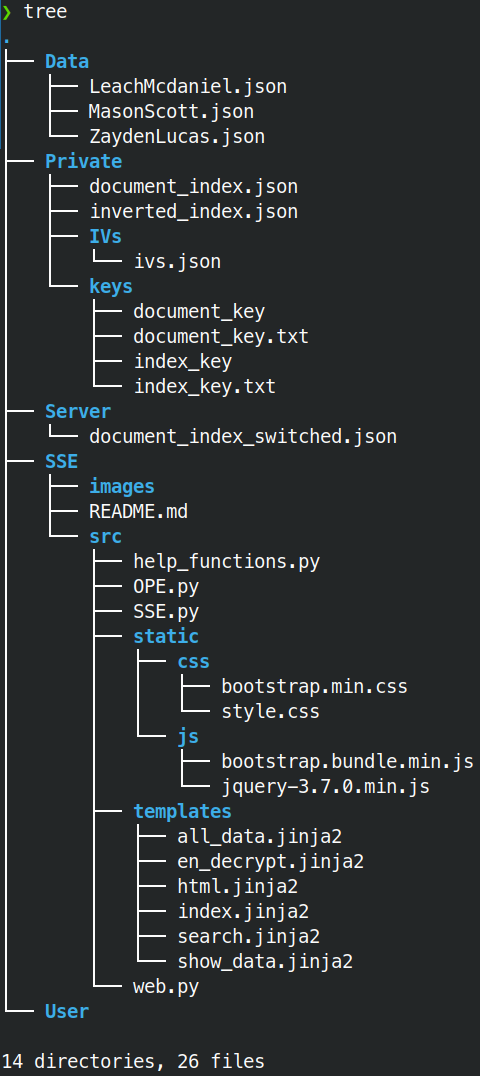 ❯ tree
.
├── Data
│   ├── LeachMcdaniel.json
│   ├── MasonScott.json
│   └── ZaydenLucas.json
├── Private
│   ├── document_index.json
│   ├── inverted_index.json
│   ├── IVs
│   │   └── ivs.json
│   └── keys
│       ├── document_key
│       ├── document_key.txt
│       ├── index_key
│       └── index_key.txt
├── Server
│   └── document_index_switched.json
├── SSE
│   ├── images
│   ├── README.md
│   └── src
│       ├── help_functions.py
│       ├── OPE.py
│       ├── SSE.py
│       ├── static
│       │   ├── css
│       │   │   ├── bootstrap.min.css
│       │   │   └── style.css
│       │   └── js
│       │       ├── bootstrap.bundle.min.js
│       │       └── jquery-3.7.0.min.js
│       ├── templates
│       │   ├── all_data.jinja2
│       │   ├── en_decrypt.jinja2
│       │   ├── html.jinja2
│       │   ├── index.jinja2
│       │   ├── search.jinja2
│       │   └── show_data.jinja2
│       └── web.py
└── User

14 directories, 26 files